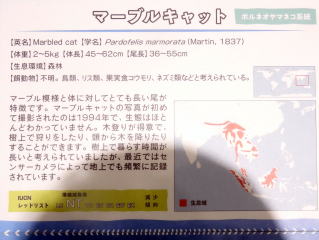 マーブルキャット
ボルネオヤマネコ系統
【英名】Marbled cat 【学名】Pardofelis marmorata (Martin, 1837)
【体重】2~5kg 【体長】45~62cm 【尾長】36~55cm
【生息環境】森林
【餌動物】不明。鳥類、リス類、果実食コウモリ、ネズミ類などと考えられている。
マーブル模様と体に対してとても長い尾が
特徴です。マーブルキャットの写真が初め
て撮影されたのは1994年で、生態はほと
んどわかっていません。木登りが得意で、
樹上で狩りをしたり、頭から木を降りたり
することができます。樹上で暮らす時間が
長いと考えられていましたが、最近ではセ
ンサーカメラによって地上でも頻繁に記録
されています。
IUCN
レッドリスト
NT
減少
傾向
生息域